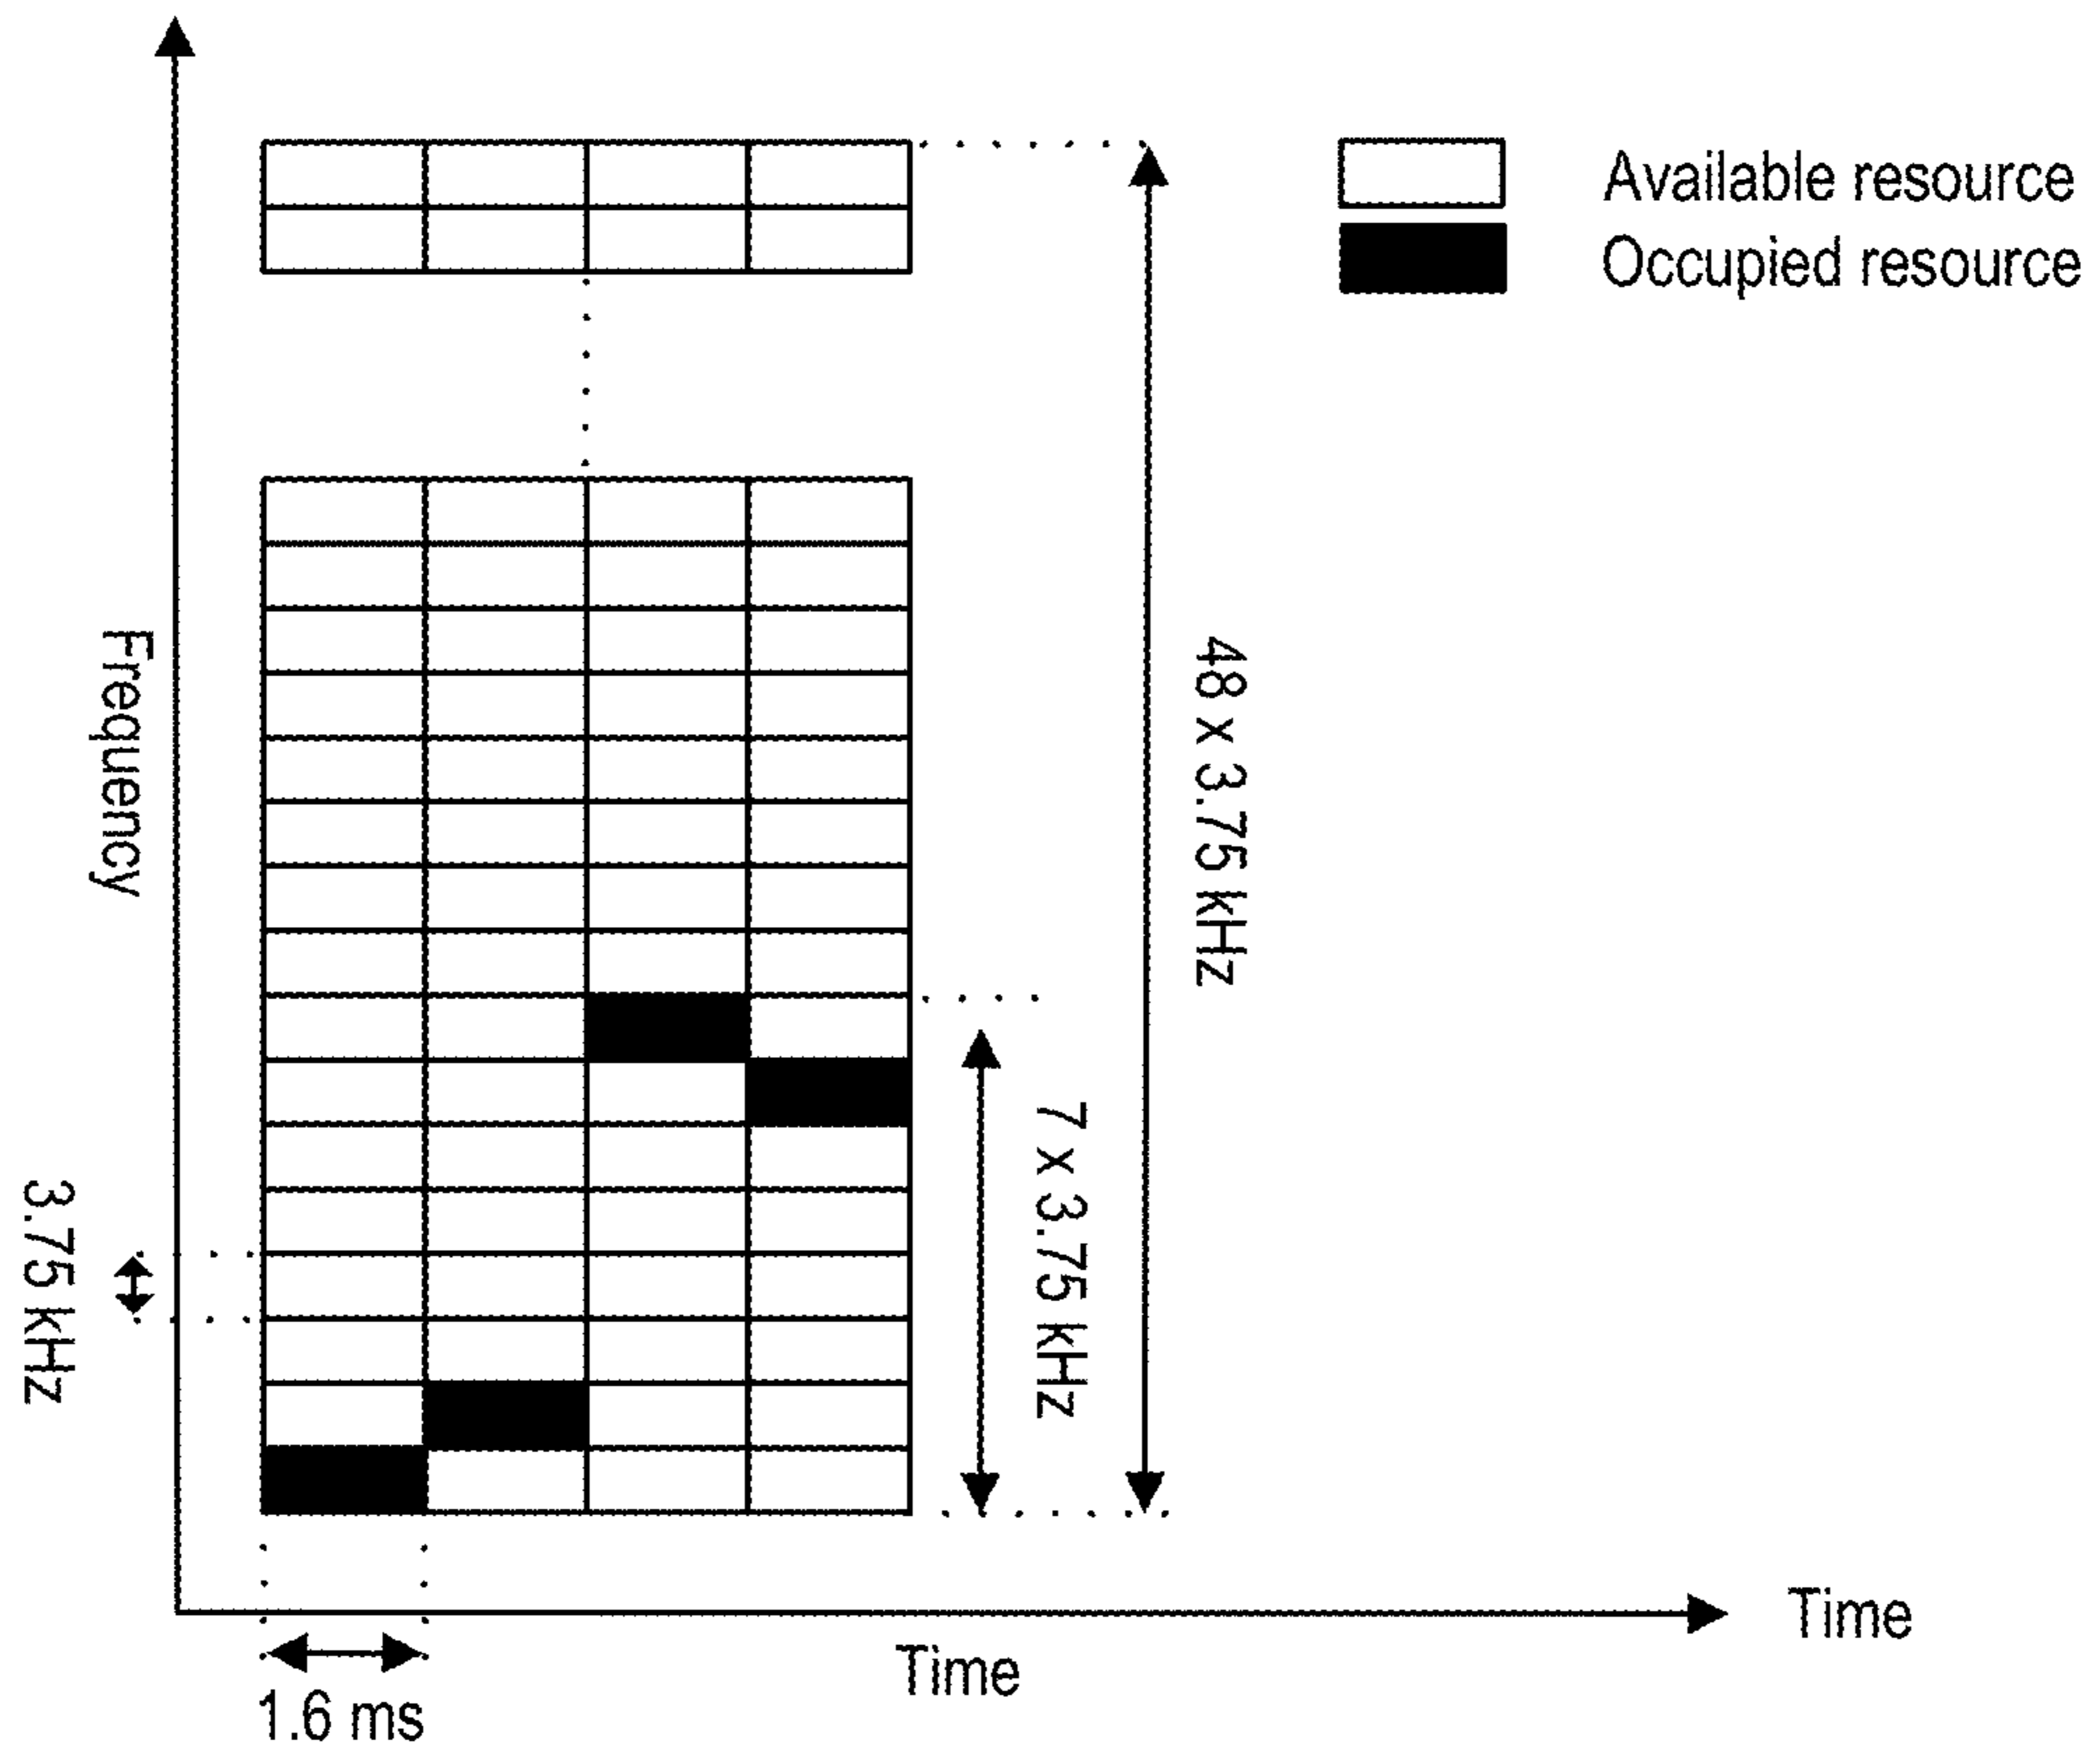 Available resource
Occupied resource
Frequency
48 x 3.75 kHz
7 x 3.75 kHz
3.75 kHz
Time
Time
1.6 ms